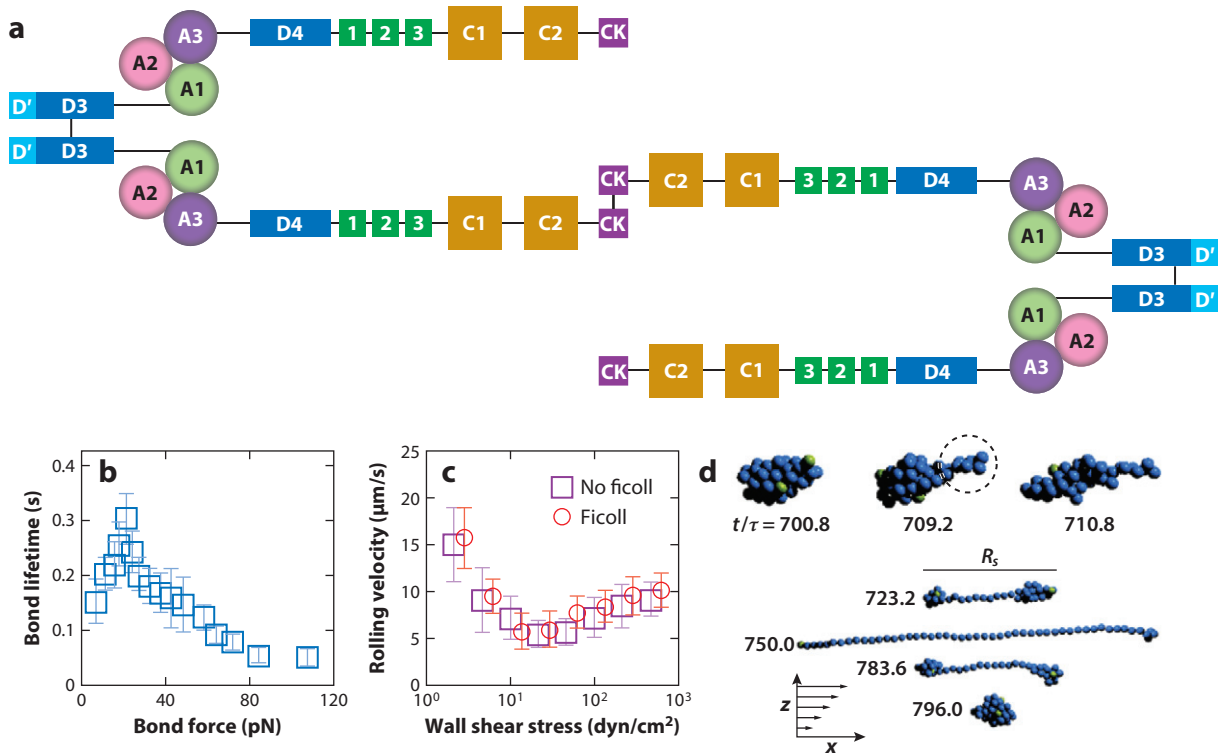 a
A3 D4 1 2 3 C1 C2 CK
A2
A1
D′ D3
D′ D3
A1
A2
A3 D4 1 2 3 C1 C2 CK
CK C2 C1 3 2 1 D4 A3
A2
A1
D3 D′
D3 D′
A1
A2
CK C2 C1 3 2 1 D4 A3
b
Bond lifetime (s)
0.4
0.3
0.2
0.1
0
0 40 80 120
Bond force (pN)
c
Rolling velocity (μm/s)
25
20
15
10
5
0
No ficoll
Ficoll
10⁰ 10¹ 10² 10³
Wall shear stress (dyn/cm²)
d
t/τ = 700.8
709.2
710.8
Rs
723.2
750.0
783.6
796.0
z
x